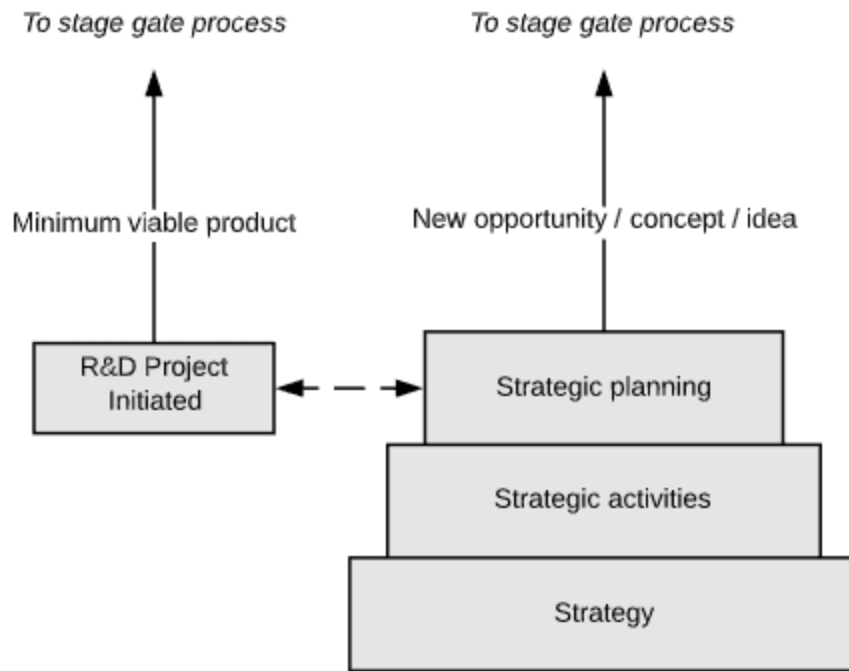 To stage gate process
To stage gate process
Minimum viable product
New opportunity / concept / idea
R&D Project
Initiated
Strategic planning
Strategic activities
Strategy